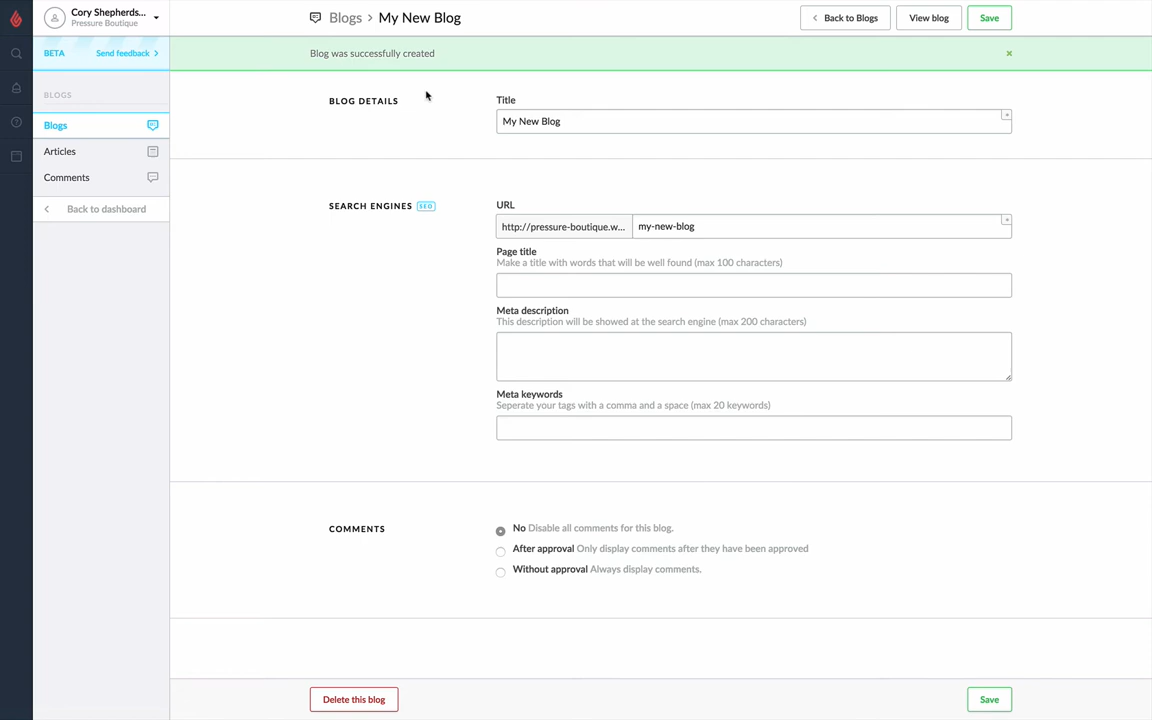 Cory Shepherds...
Pressure Boutique
Blogs > My New Blog
Back to Blogs
View blog
Save
BETA
Send feedback
Blog was successfully created
BLOGS
Blogs
Articles
Comments
Back to dashboard
BLOG DETAILS
Title
My New Blog
SEARCH ENGINES SEO
URL
http://pressure-boutique.w... my-new-blog
Page title
Make a title with words that will be well found (max 100 characters)
Meta description
This description will be showed at the search engine (max 200 characters)
Meta keywords
Seperate your tags with a comma and a space (max 20 keywords)
COMMENTS
No Disable all comments for this blog.
After approval Only display comments after they have been approved
Without approval Always display comments.
Delete this blog
Save